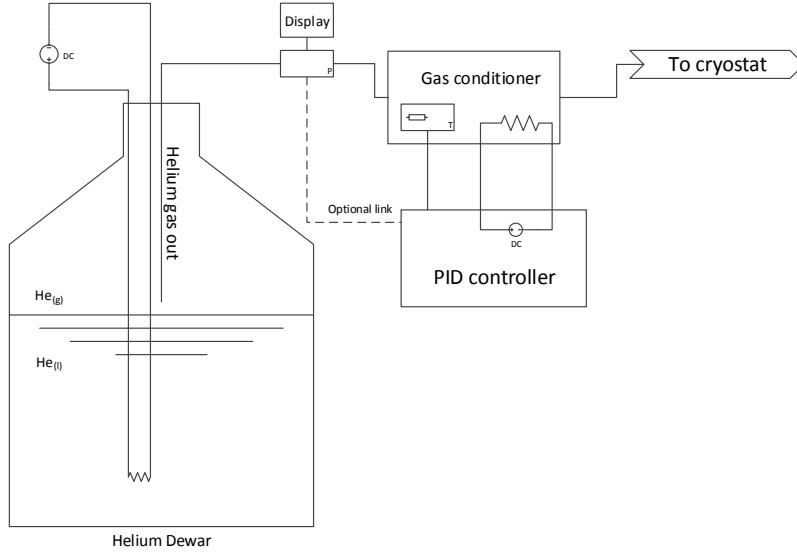 Display
DC
P
Gas conditioner
To cryostat
T
Helium gas out
Optional link
DC
PID controller
He(g)
He(l)
Helium Dewar